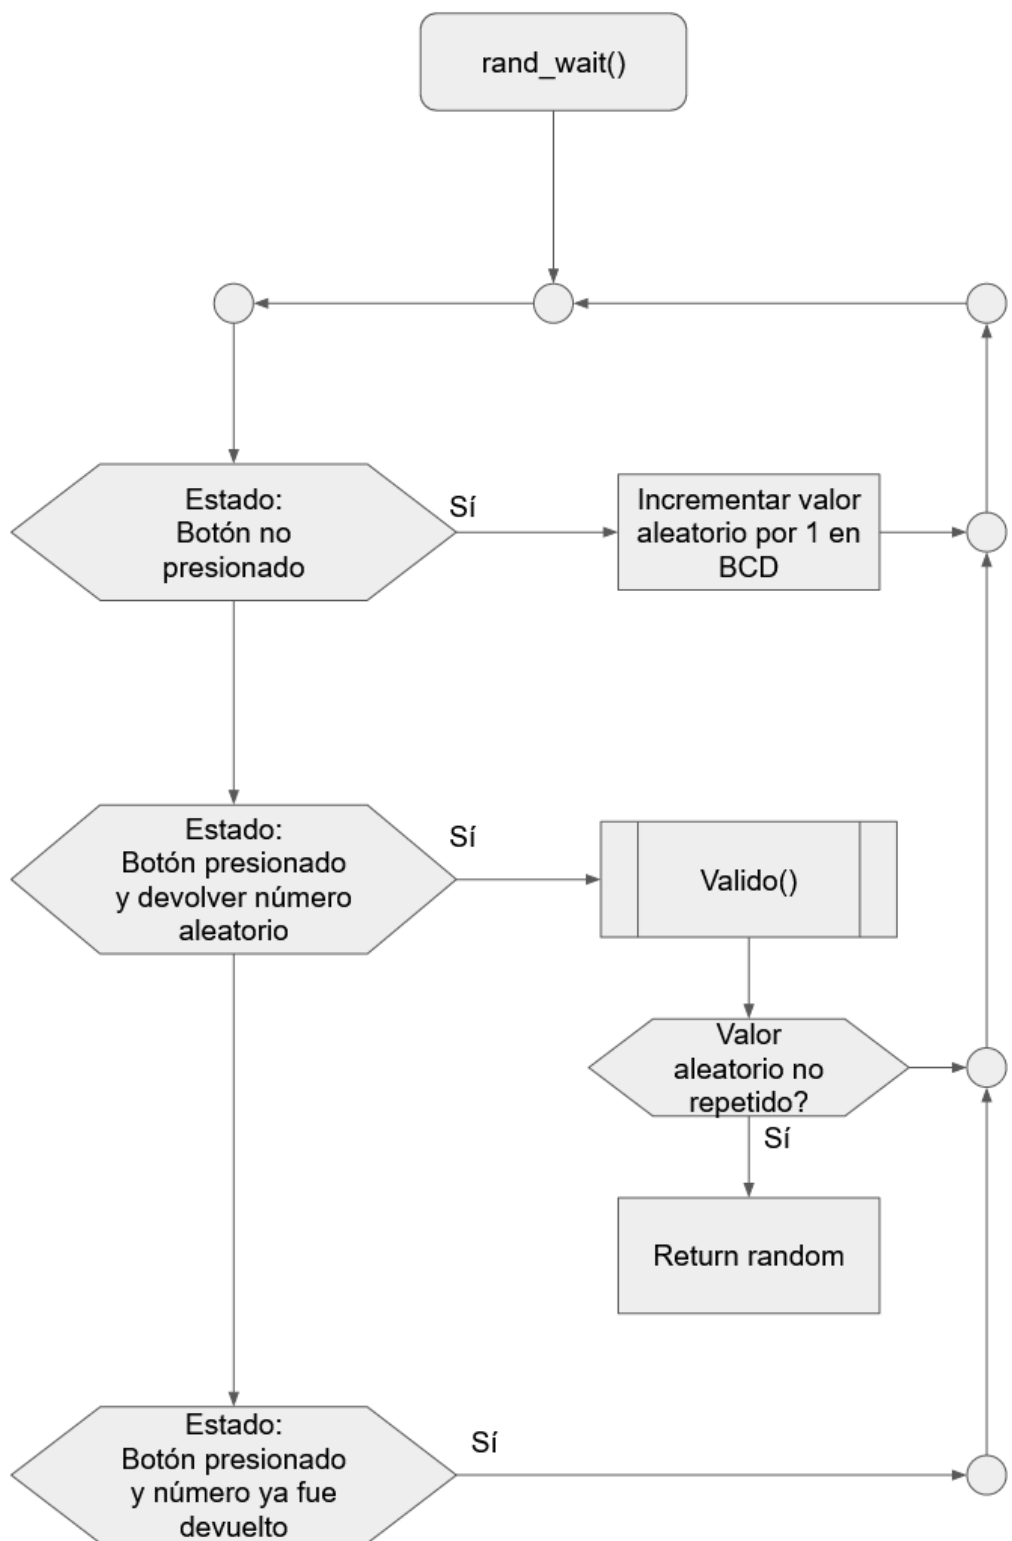 rand_wait()
Estado:
Botón no
presionado
Sí
Incrementar valor
aleatorio por 1 en
BCD
Estado:
Botón presionado
y devolver número
aleatorio
Sí
Valido()
Valor
aleatorio no
repetido?
Sí
Return random
Estado:
Botón presionado
y número ya fue
devuelto
Sí